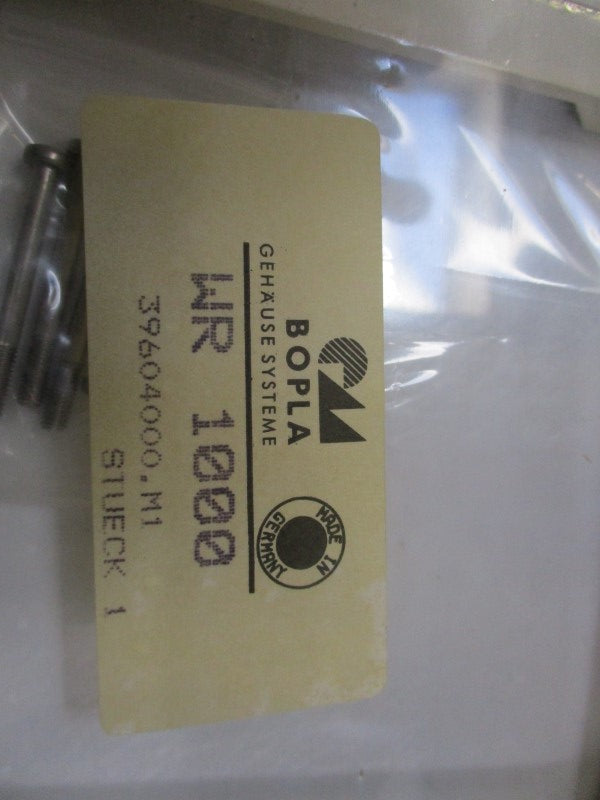 BOPLA
GEHÄUSE SYSTEME
MADE IN
GERMANY
WR 1000
39604000.M1
STUECK 1